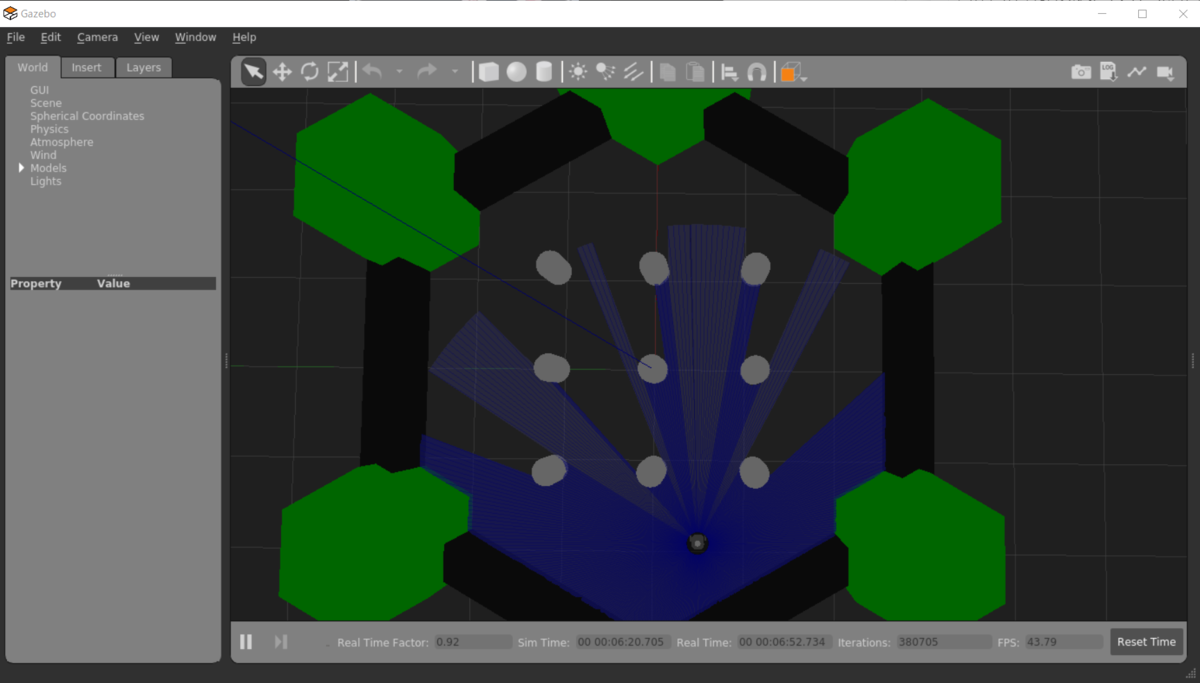 Gazebo
File Edit Camera View Window Help
World Insert Layers
GUI
Scene
Spherical Coordinates
Physics
Atmosphere
Wind
Models
Lights
Property Value
LOG
Real Time Factor: 0.92 Sim Time: 00 00:06:20.705 Real Time: 00 00:06:52.734 Iterations: 380705 FPS: 43.79 Reset Time